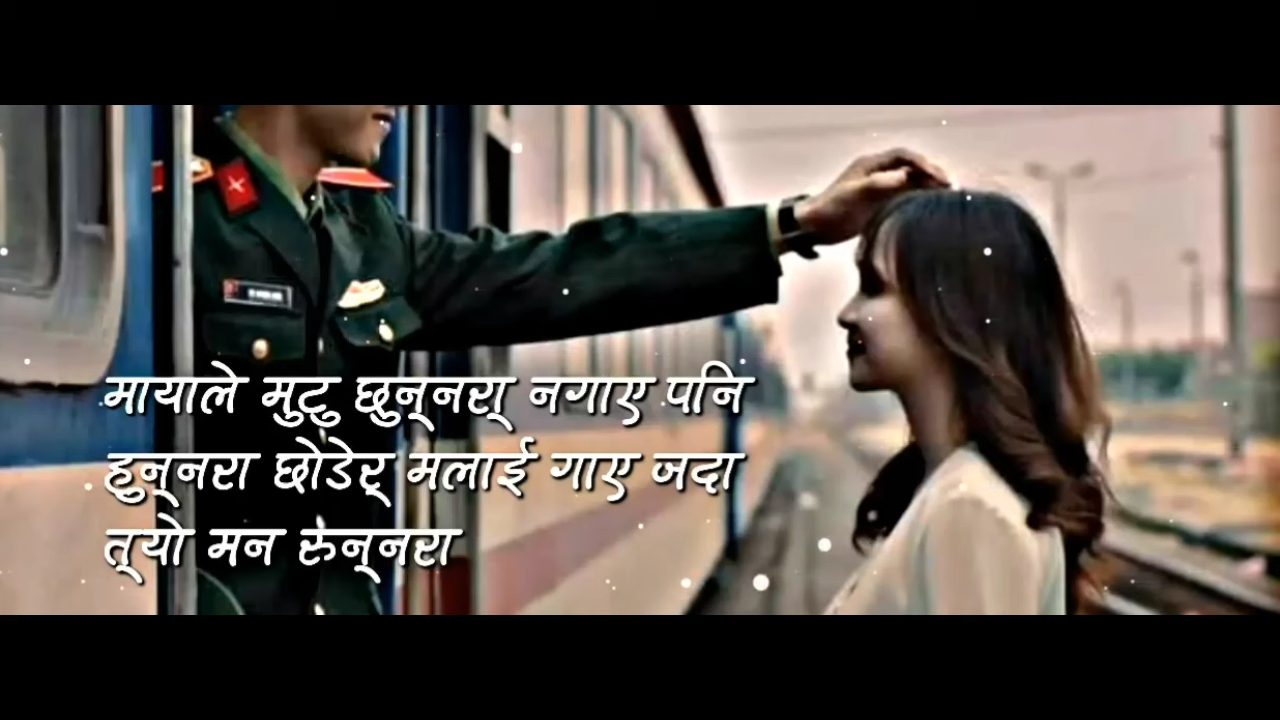 मायाले मुटु छुन्‌नरा् नगाए पनि
हुन्‌नरा छोडेर् मलाई गाए जदा
त्‌यो मन रुंन्‌नरा